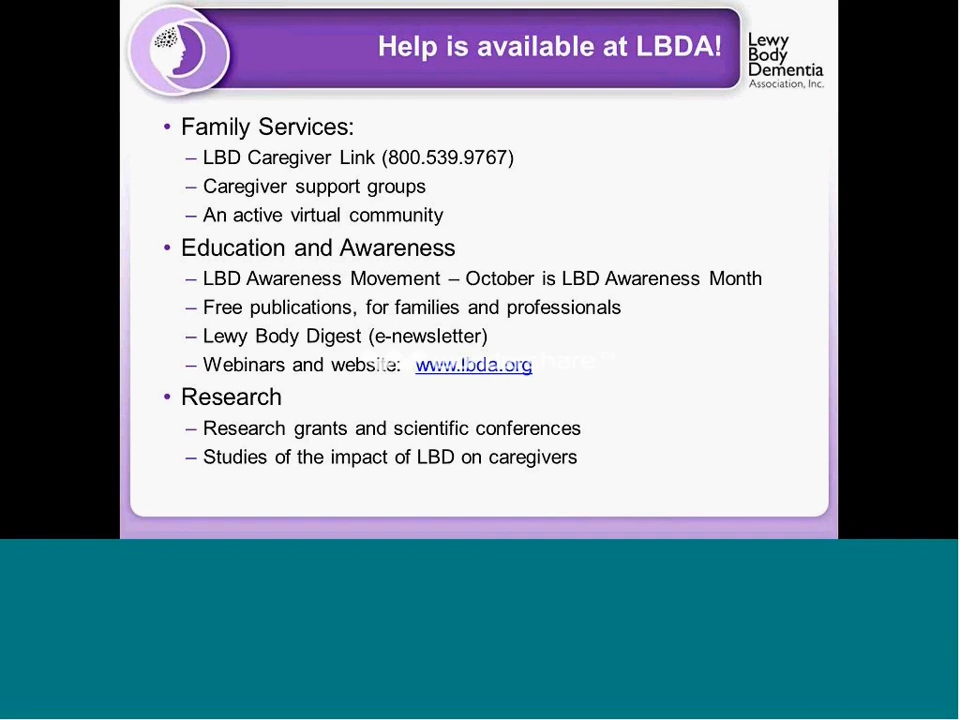 Help is available at LBDA!
Lewy
Body
Dementia
Association, Inc.
• Family Services:
– LBD Caregiver Link (800.539.9767)
– Caregiver support groups
– An active virtual community
• Education and Awareness
– LBD Awareness Movement – October is LBD Awareness Month
– Free publications, for families and professionals
– Lewy Body Digest (e-newsletter)
– Webinars and website: www.lbda.org
• Research
– Research grants and scientific conferences
– Studies of the impact of LBD on caregivers